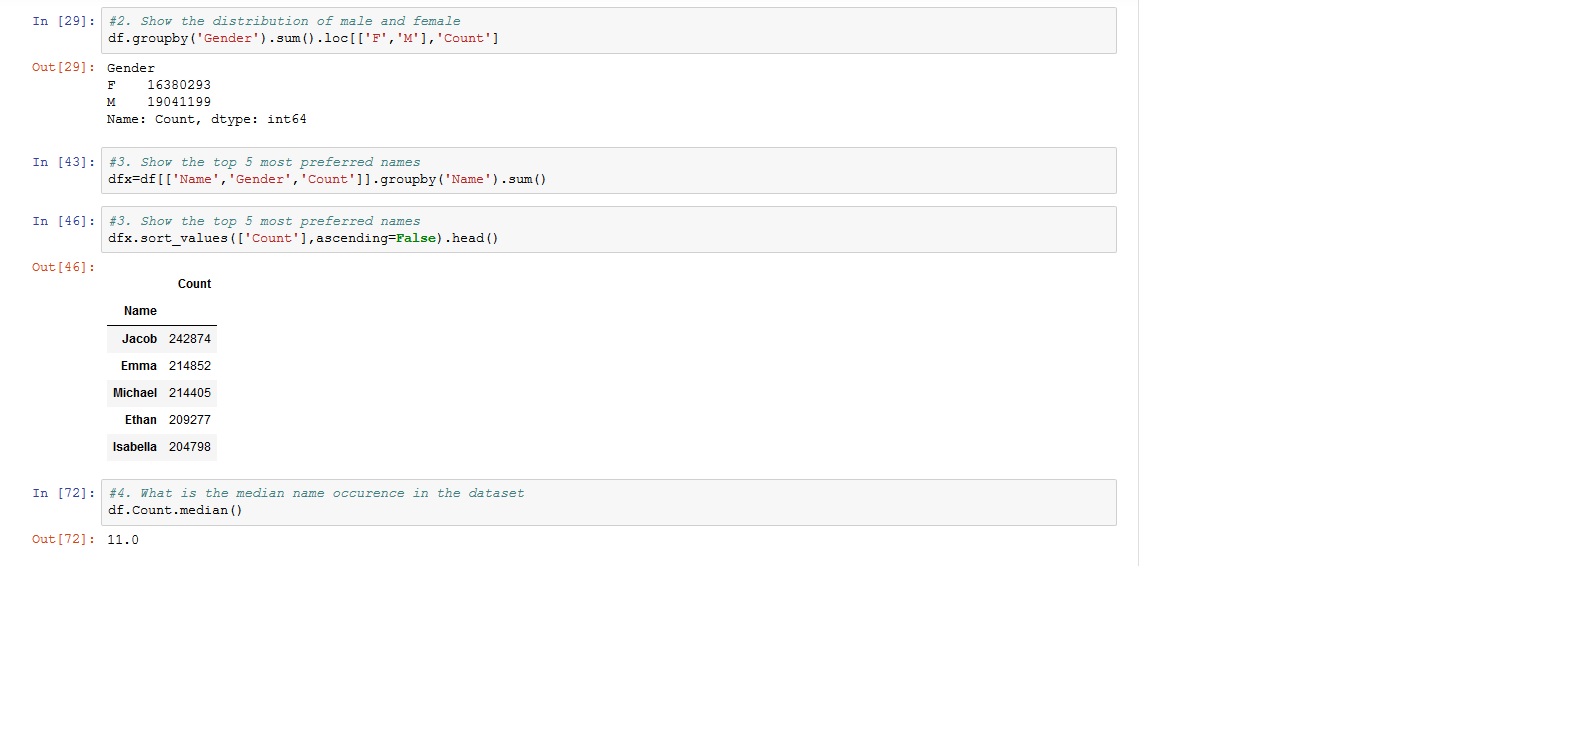 In [29]: #2. Show the distribution of male and female
df.groupby('Gender').sum().loc[['F','M'],'Count']
Out[29]: Gender
F    16380293
M    19041199
Name: Count, dtype: int64
In [43]: #3. Show the top 5 most preferred names
dfx=df[['Name','Gender','Count']].groupby('Name').sum()
In [46]: #3. Show the top 5 most preferred names
dfx.sort_values(['Count'],ascending=False).head()
Out[46]:
Count
Name
Jacob 242874
Emma 214852
Michael 214405
Ethan 209277
Isabella 204798
In [72]: #4. What is the median name occurence in the dataset
df.Count.median()
Out[72]: 11.0